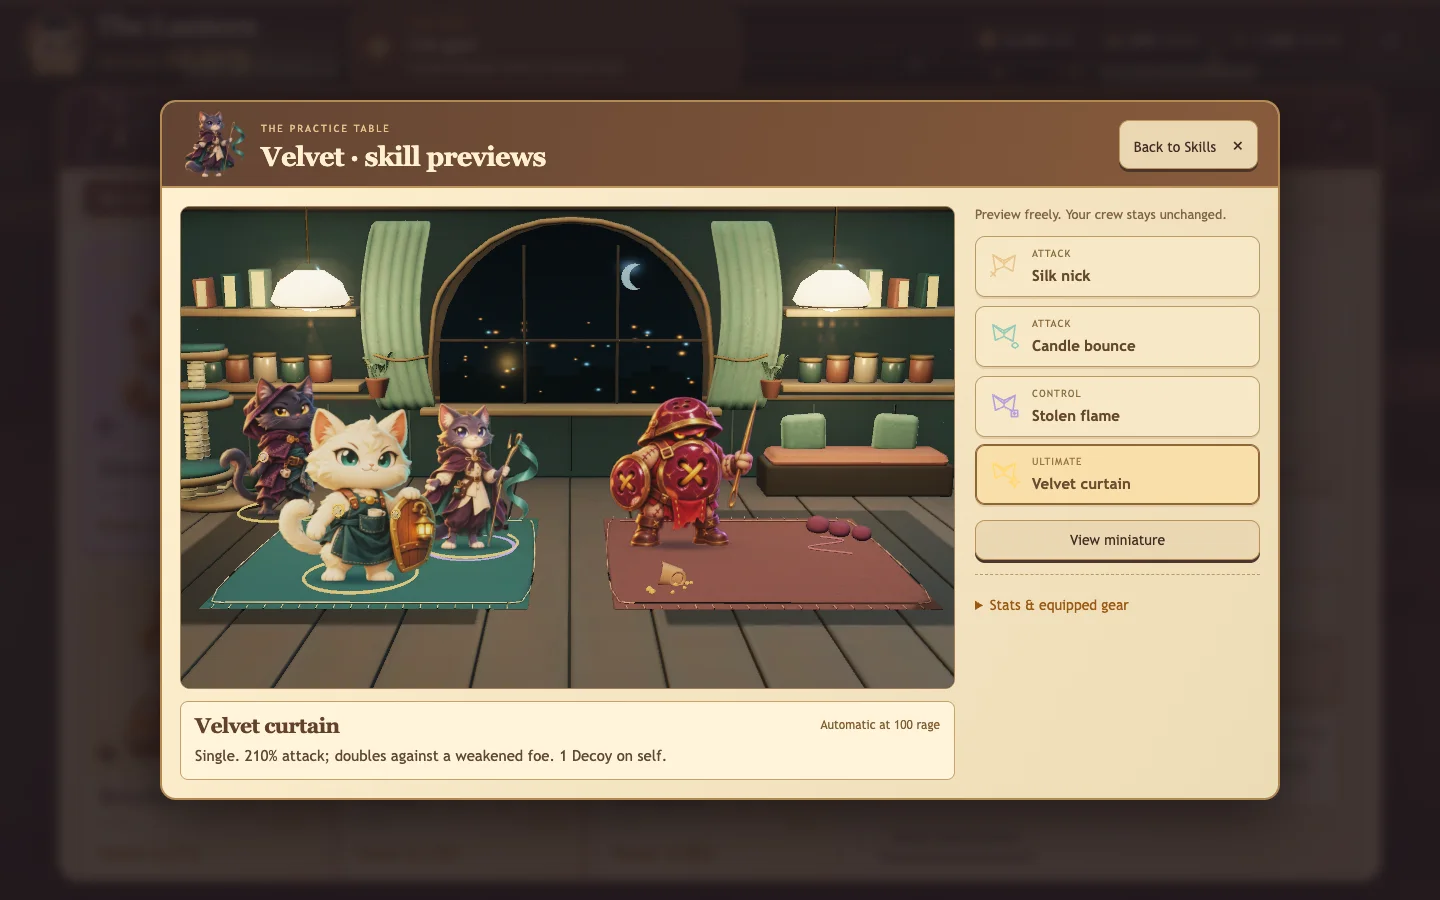 THE PRACTICE TABLE
Velvet · skill previews
Back to Skills ×
Preview freely. Your crew stays unchanged.
ATTACK
Silk nick
ATTACK
Candle bounce
CONTROL
Stolen flame
ULTIMATE
Velvet curtain
View miniature
Stats & equipped gear
Velvet curtain
Automatic at 100 rage
Single. 210% attack; doubles against a weakened foe. 1 Decoy on self.